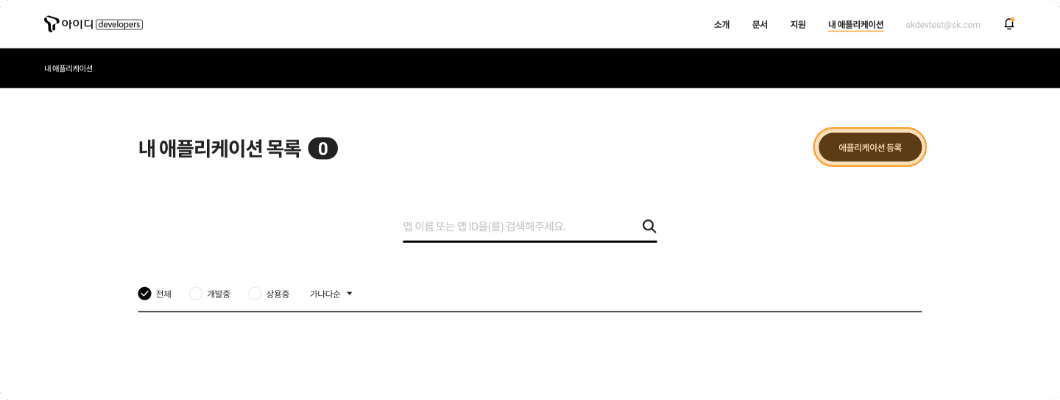 아이디 developers
소개 문서 지원 내 애플리케이션 skdevtest@sk.com
내 애플리케이션
내 애플리케이션 목록 0
애플리케이션 등록
앱 이름 또는 앱 ID을(를) 검색해주세요.
전체 개발중 상용중 가나다순